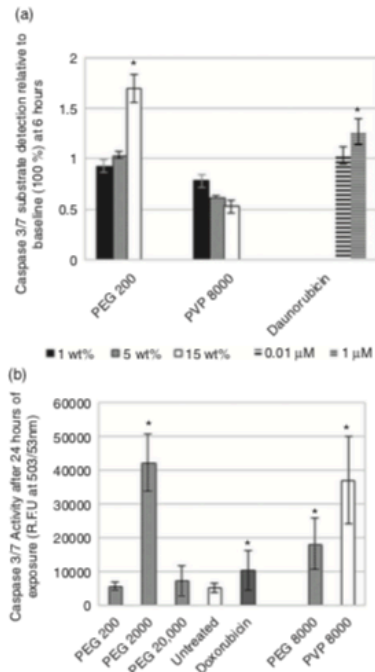 (a)
Caspase 3/7 substrate detection relative to
baseline (100 %) at 6 hours
2
1.5
1
0.5
0
*
*
PEG 200
PVP 8000
Daunorubicin
1 wt% 5 wt% 15 wt% 0.01 µM 1 µM
(b)
Caspase 3/7 Activity after 24 hours of
exposure (R.F.U at 503/53nm)
60000
50000
40000
30000
20000
10000
0
*
*
*
*
PEG 200
PEG 2000
PEG 20,000
Untreated
Doxorubicin
PEG 8000
PVP 8000